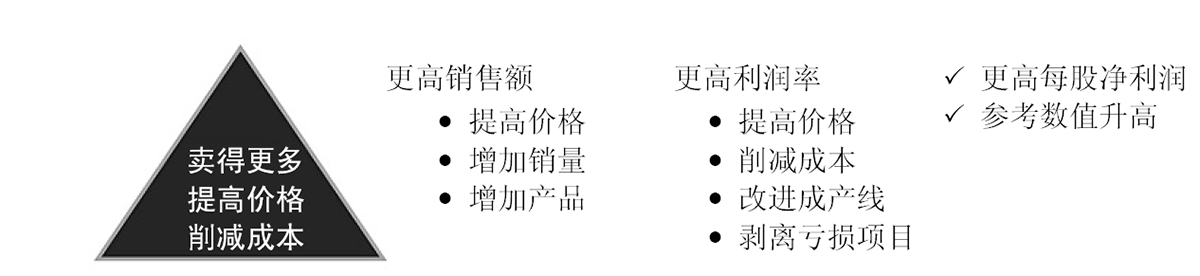 卖得更多
提高价格
削减成本
更高销售额
• 提高价格
• 增加销量
• 增加产品
更高利润率
• 提高价格
• 削减成本
• 改进成产线
• 剥离亏损项目
✓ 更高每股净利润
✓ 参考数值升高